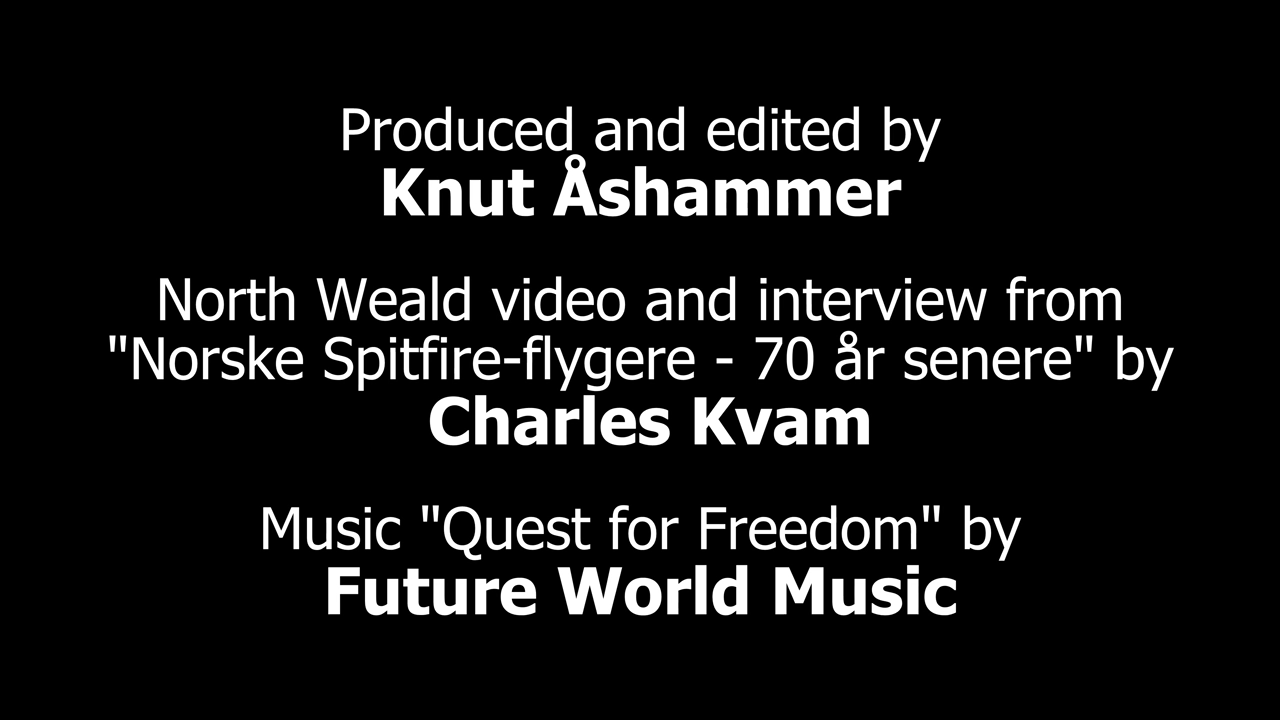 Produced and edited by
Knut Åshammer
North Weald video and interview from
"Norske Spitfire-flygere - 70 år senere" by
Charles Kvam
Music "Quest for Freedom" by
Future World Music